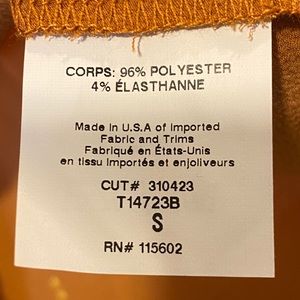 CORPS: 96% POLYESTER
4% ÉLASTHANNE
Made in U.S.A of Imported
Fabric and Trims
Fabriqué en États-Unis
en tissu importés et enjoliveurs
CUT# 310423
T14723B
S
RN# 115602